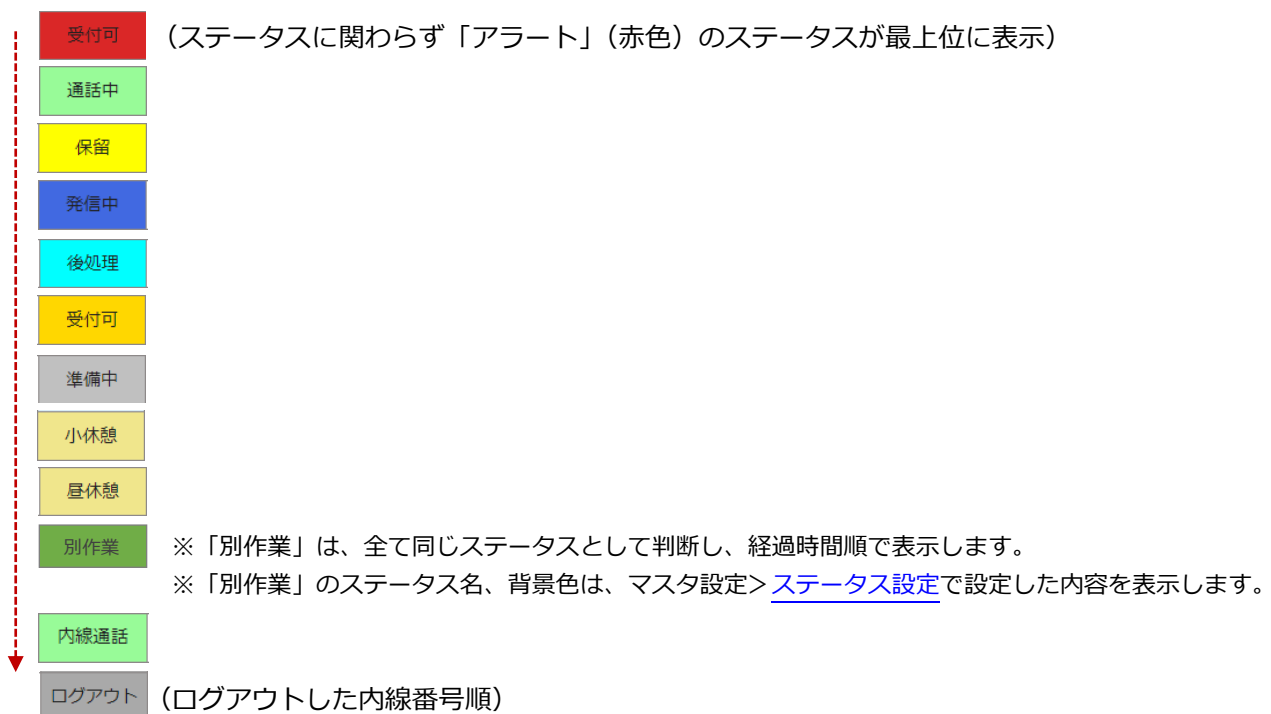 受付可 （ステータスに関わらず「アラート」（赤色）のステータスが最上位に表示）
通話中
保留
発信中
後処理
受付可
準備中
小休憩
昼休憩
別作業 ※「別作業」は、全て同じステータスとして判断し、経過時間順で表示します。
※「別作業」のステータス名、背景色は、マスタ設定＞ステータス設定で設定した内容を表示します。
内線通話
ログアウト （ログアウトした内線番号順）